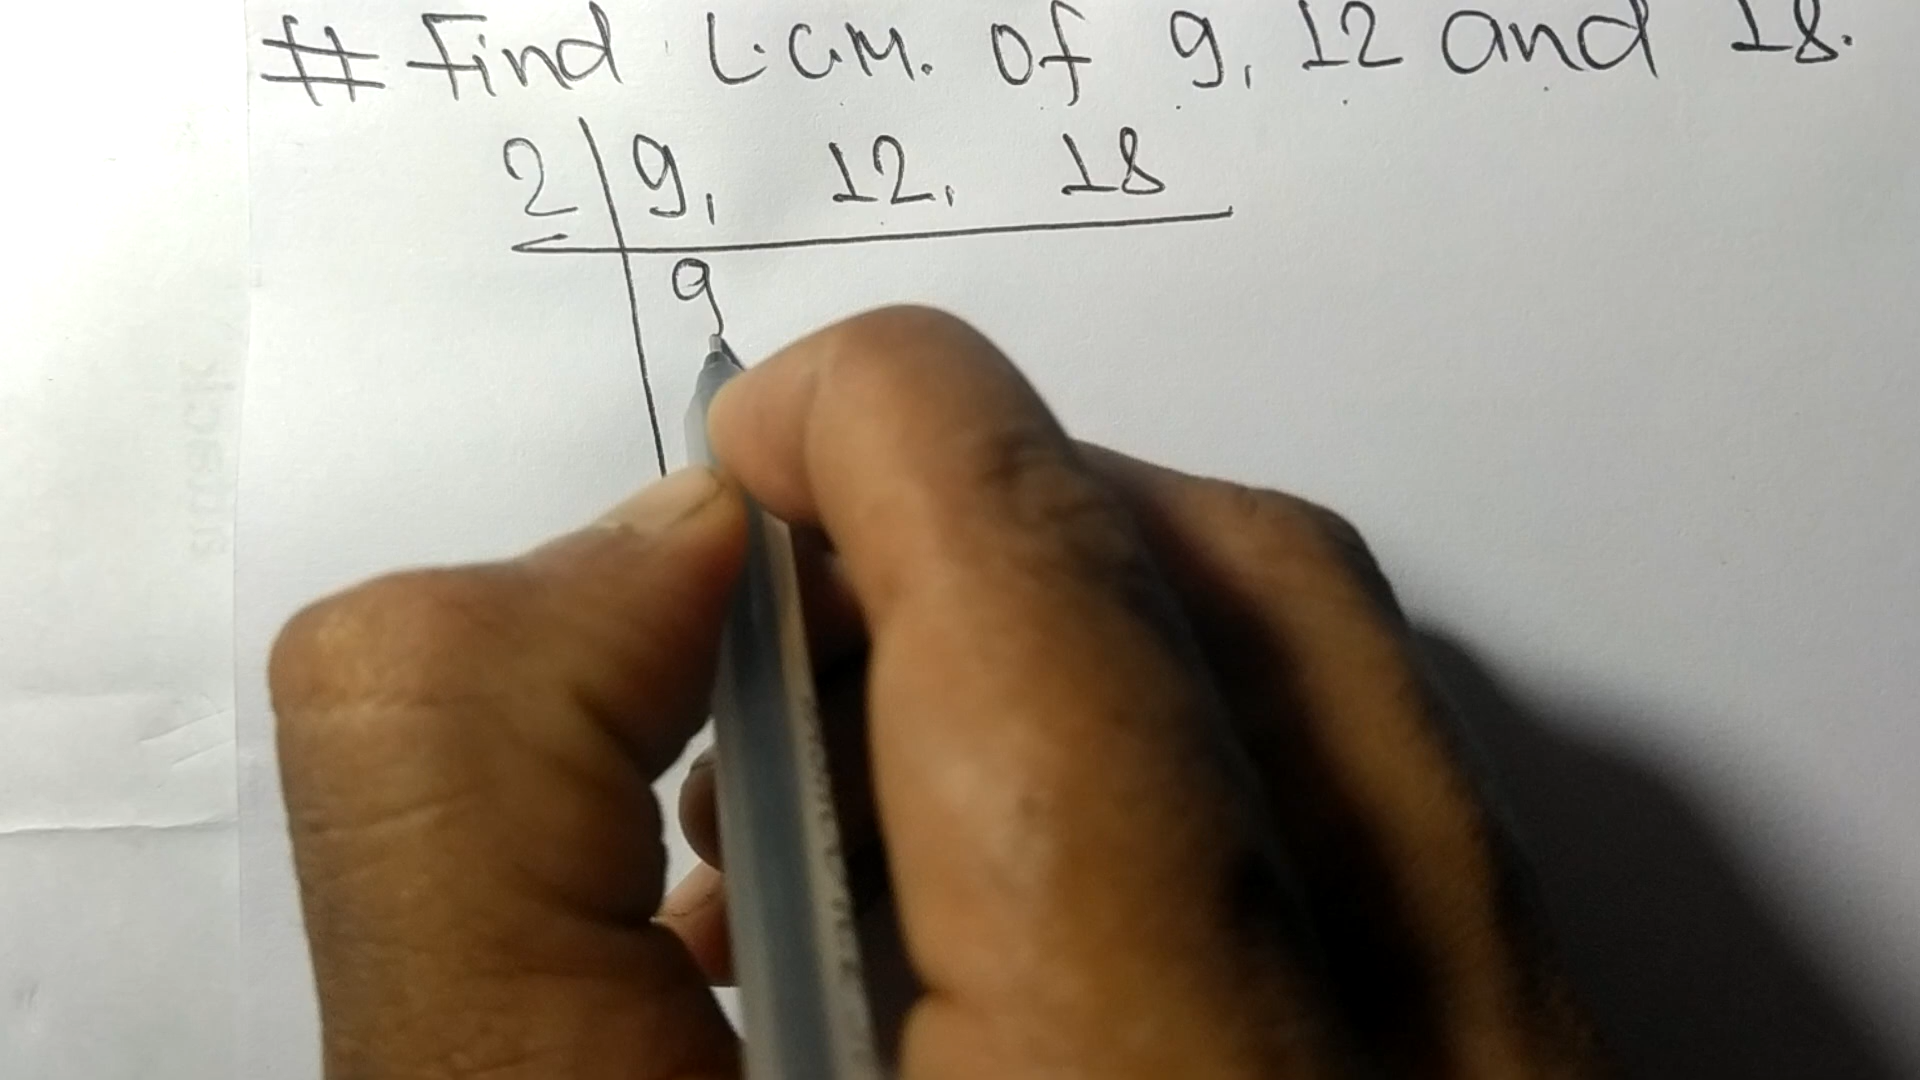 # Find L.C.M. of 9, 12 and 18.
2 | 9, 12, 18
9